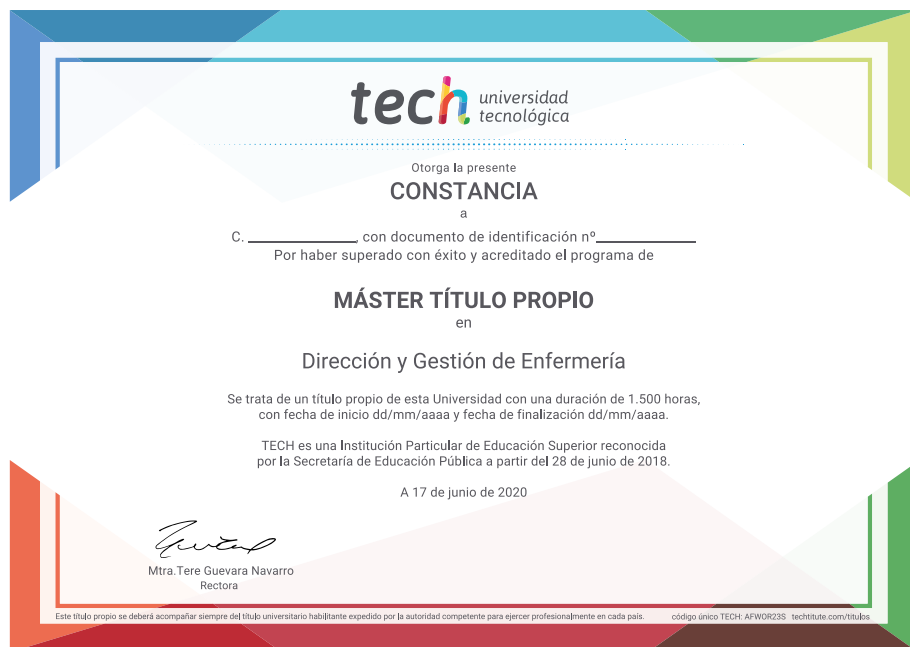 tech universidad
tecnológica
Otorga la presente
CONSTANCIA
a
C. ____________, con documento de identificación nº___________
Por haber superado con éxito y acreditado el programa de
MÁSTER TÍTULO PROPIO
en
Dirección y Gestión de Enfermería
Se trata de un título propio de esta Universidad con una duración de 1.500 horas,
con fecha de inicio dd/mm/aaaa y fecha de finalización dd/mm/aaaa.
TECH es una Institución Particular de Educación Superior reconocida
por la Secretaría de Educación Pública a partir del 28 de junio de 2018.
A 17 de junio de 2020
Mtra.Tere Guevara Navarro
Rectora
Este título propio se deberá acompañar siempre del título universitario habilitante expedido por la autoridad competente para ejercer profesionalmente en cada país. código único TECH: AFWOR23S techtitute.com/titulos